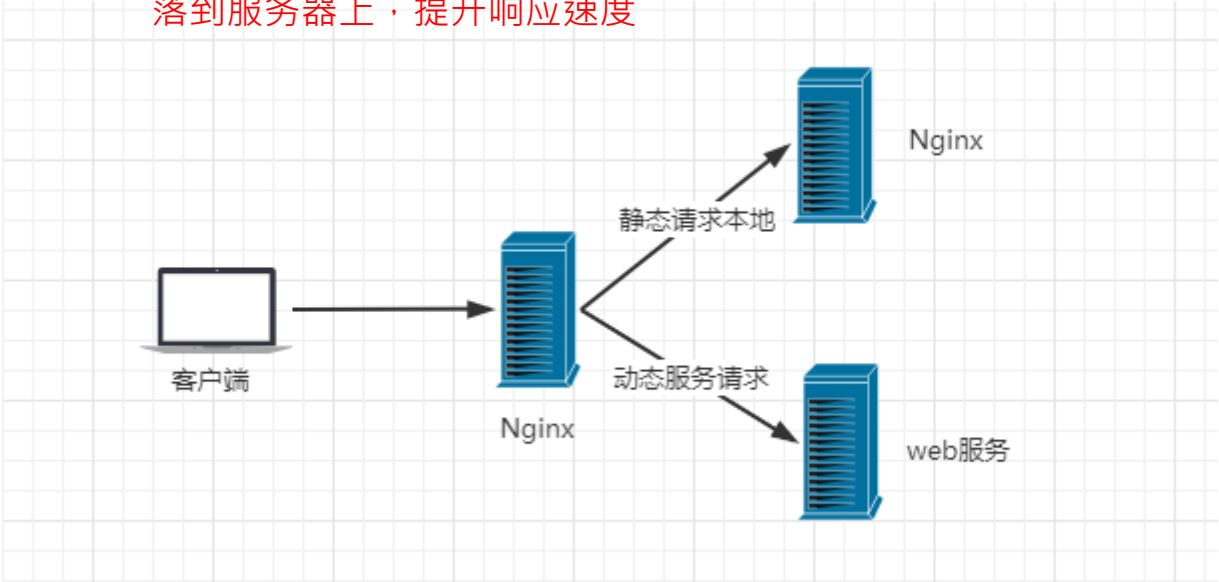 落到服务器上，提升响应速度
Nginx
静态请求本地
客户端
动态服务请求
Nginx
web服务